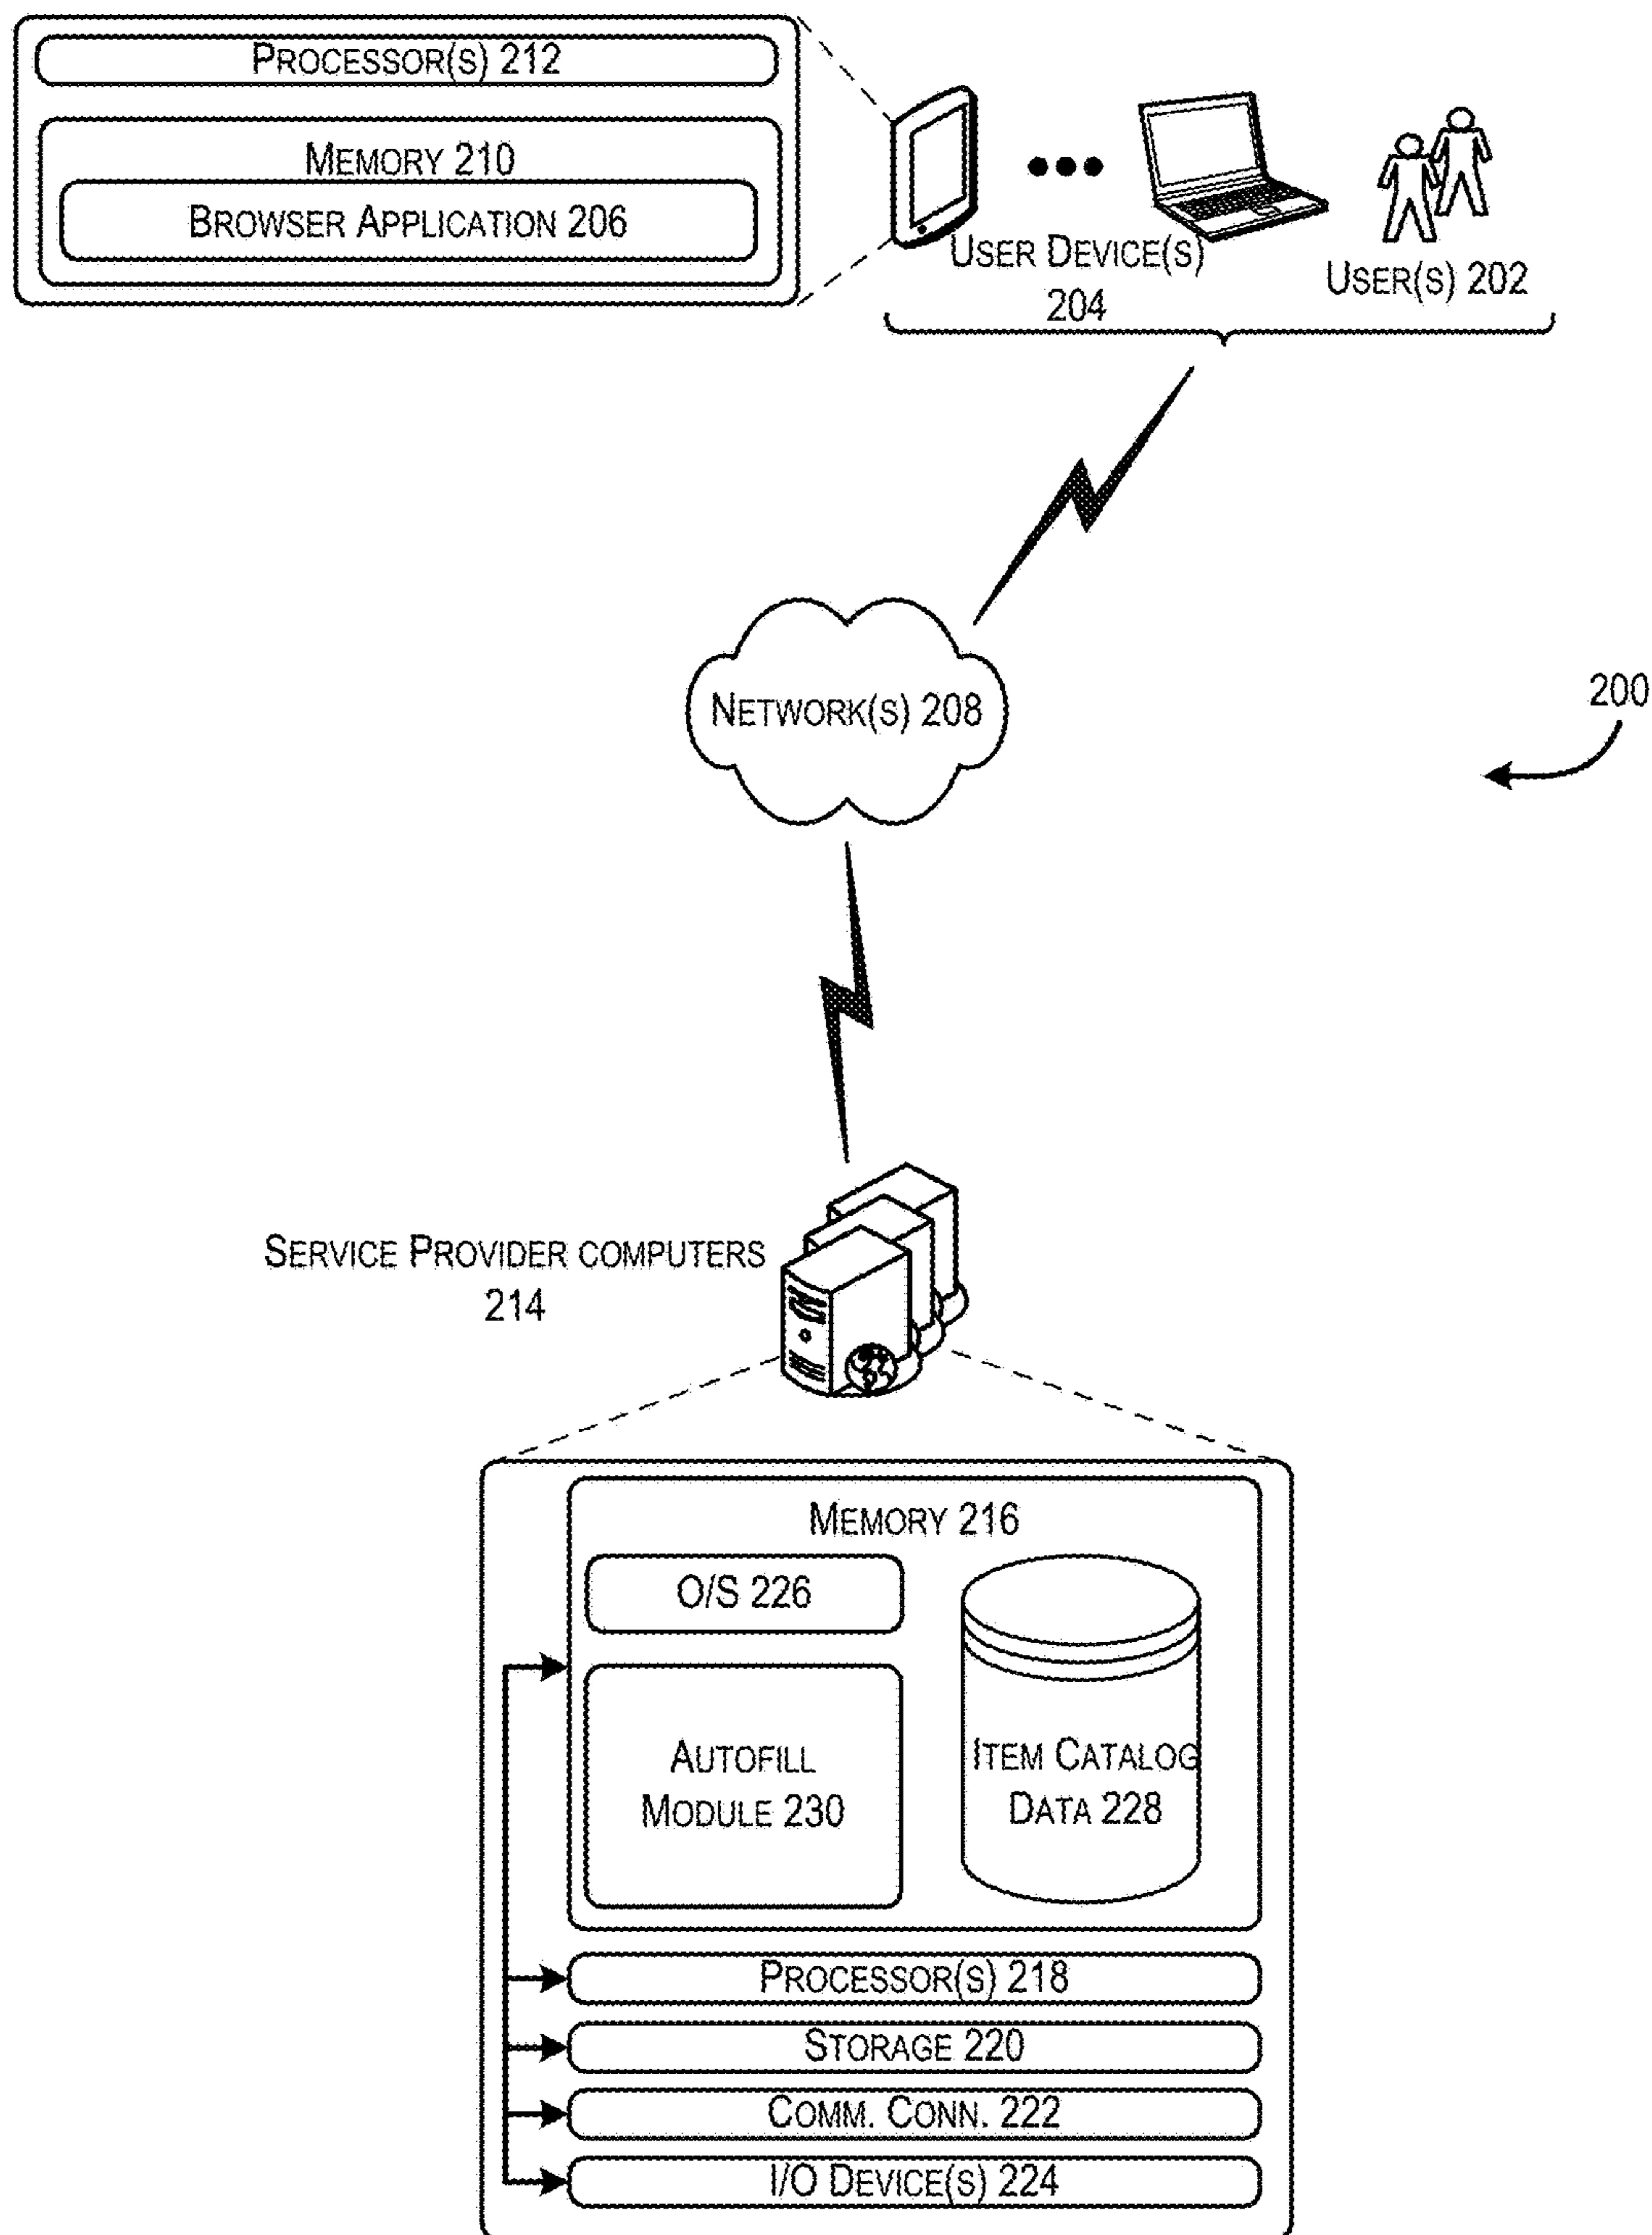 PROCESSOR(S) 212
MEMORY 210
BROWSER APPLICATION 206
USER DEVICE(S)
204
USER(S) 202
NETWORK(S) 208
200
SERVICE PROVIDER COMPUTERS
214
MEMORY 216
O/S 226
AUTOFILL
MODULE 230
ITEM CATALOG
DATA 228
PROCESSOR(S) 218
STORAGE 220
COMM. CONN. 222
I/O DEVICE(S) 224